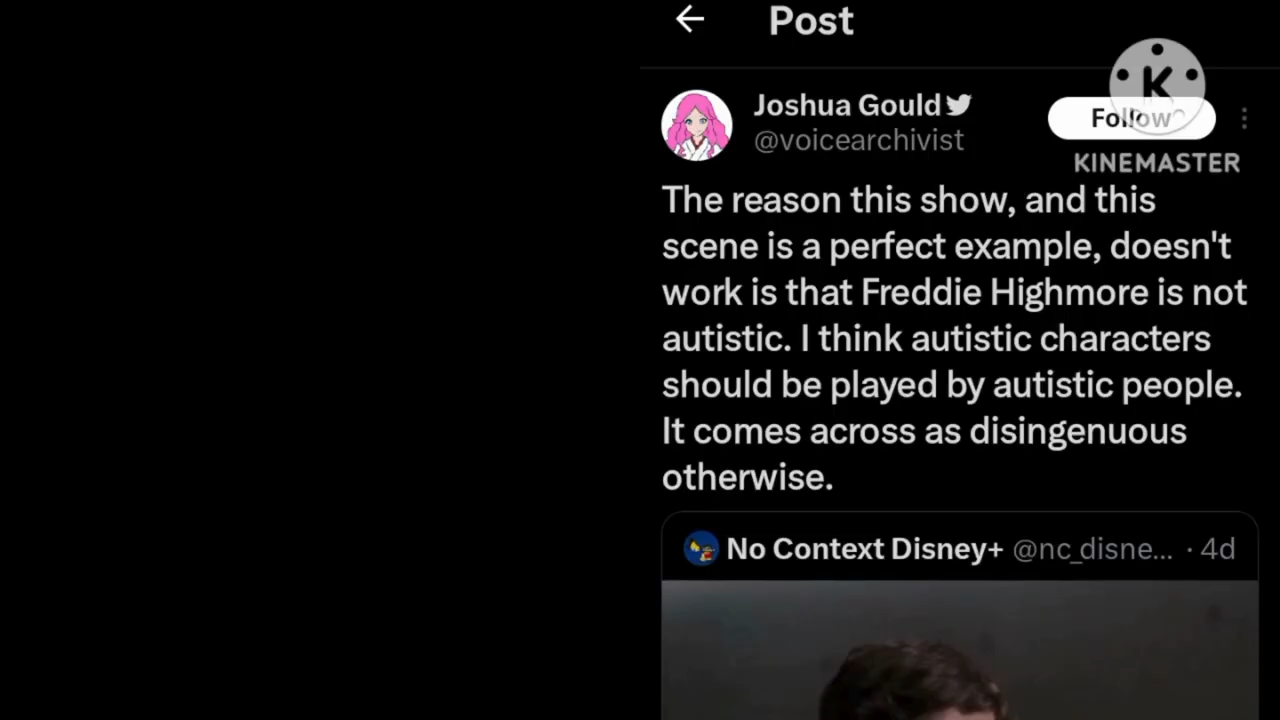 Post
Joshua Gould
@voicearchivist
Follow
KINEMASTER
The reason this show, and this
scene is a perfect example, doesn't
work is that Freddie Highmore is not
autistic. I think autistic characters
should be played by autistic people.
It comes across as disingenuous
otherwise.
No Context Disney+ @nc_disne... · 4d